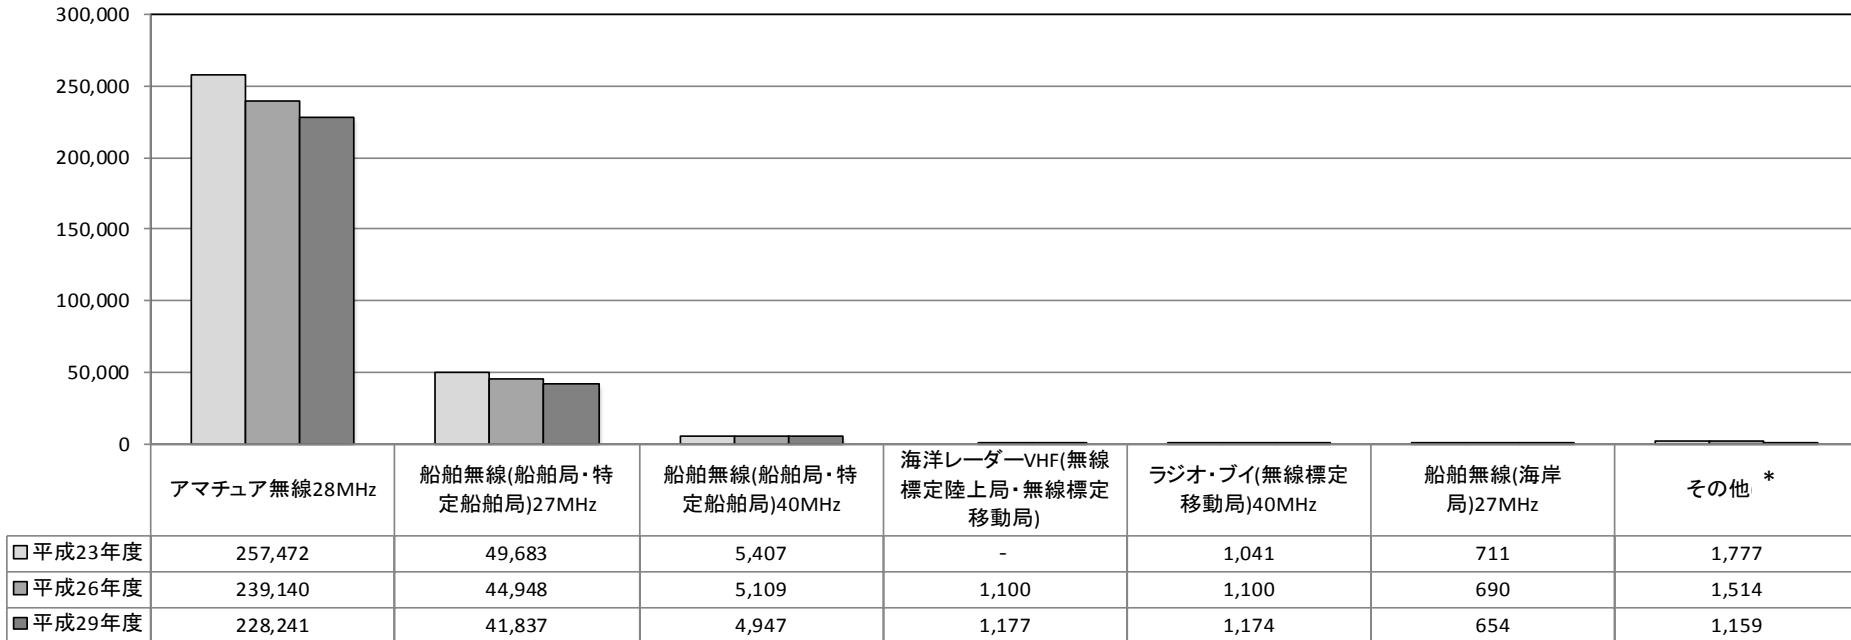 300,000
250,000
200,000
150,000
100,000
50,000
0
アマチュア無線28MHz
船舶無線(船舶局・特
定船舶局)27MHz
船舶無線(船舶局・特
定船舶局)40MHz
海洋レーダーVHF(無線
標定陸上局・無線標定
移動局)
ラジオ・ブイ(無線標定
移動局)40MHz
船舶無線(海岸
局)27MHz
その他 *
平成23年度 257,472 49,683 5,407 - 1,041 711 1,777
平成26年度 239,140 44,948 5,109 1,100 1,100 690 1,514
平成29年度 228,241 41,837 4,947 1,177 1,174 654 1,159